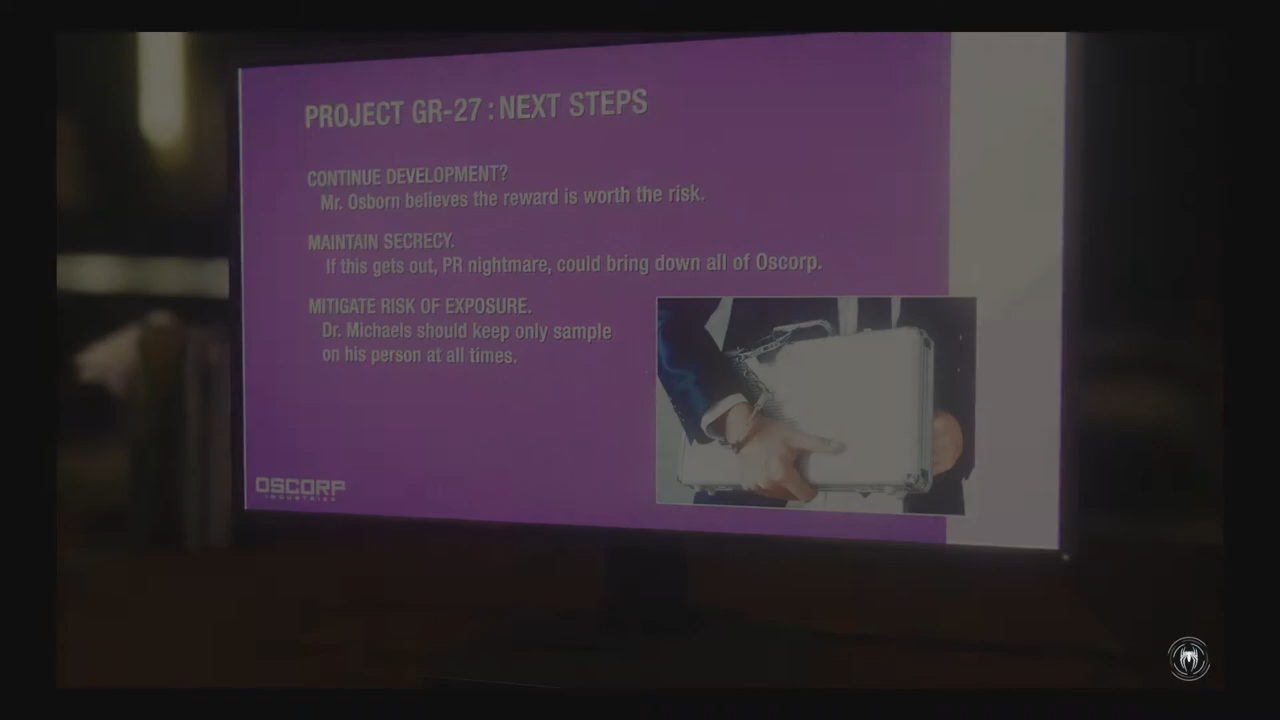 PROJECT GR-27 : NEXT STEPS
CONTINUE DEVELOPMENT?
Mr. Osborn believes the reward is worth the risk.
MAINTAIN SECRECY.
If this gets out, PR nightmare, could bring down all of Oscorp.
MITIGATE RISK OF EXPOSURE.
Dr. Michaels should keep only sample
on his person at all times.
OSCORP
INDUSTRIES